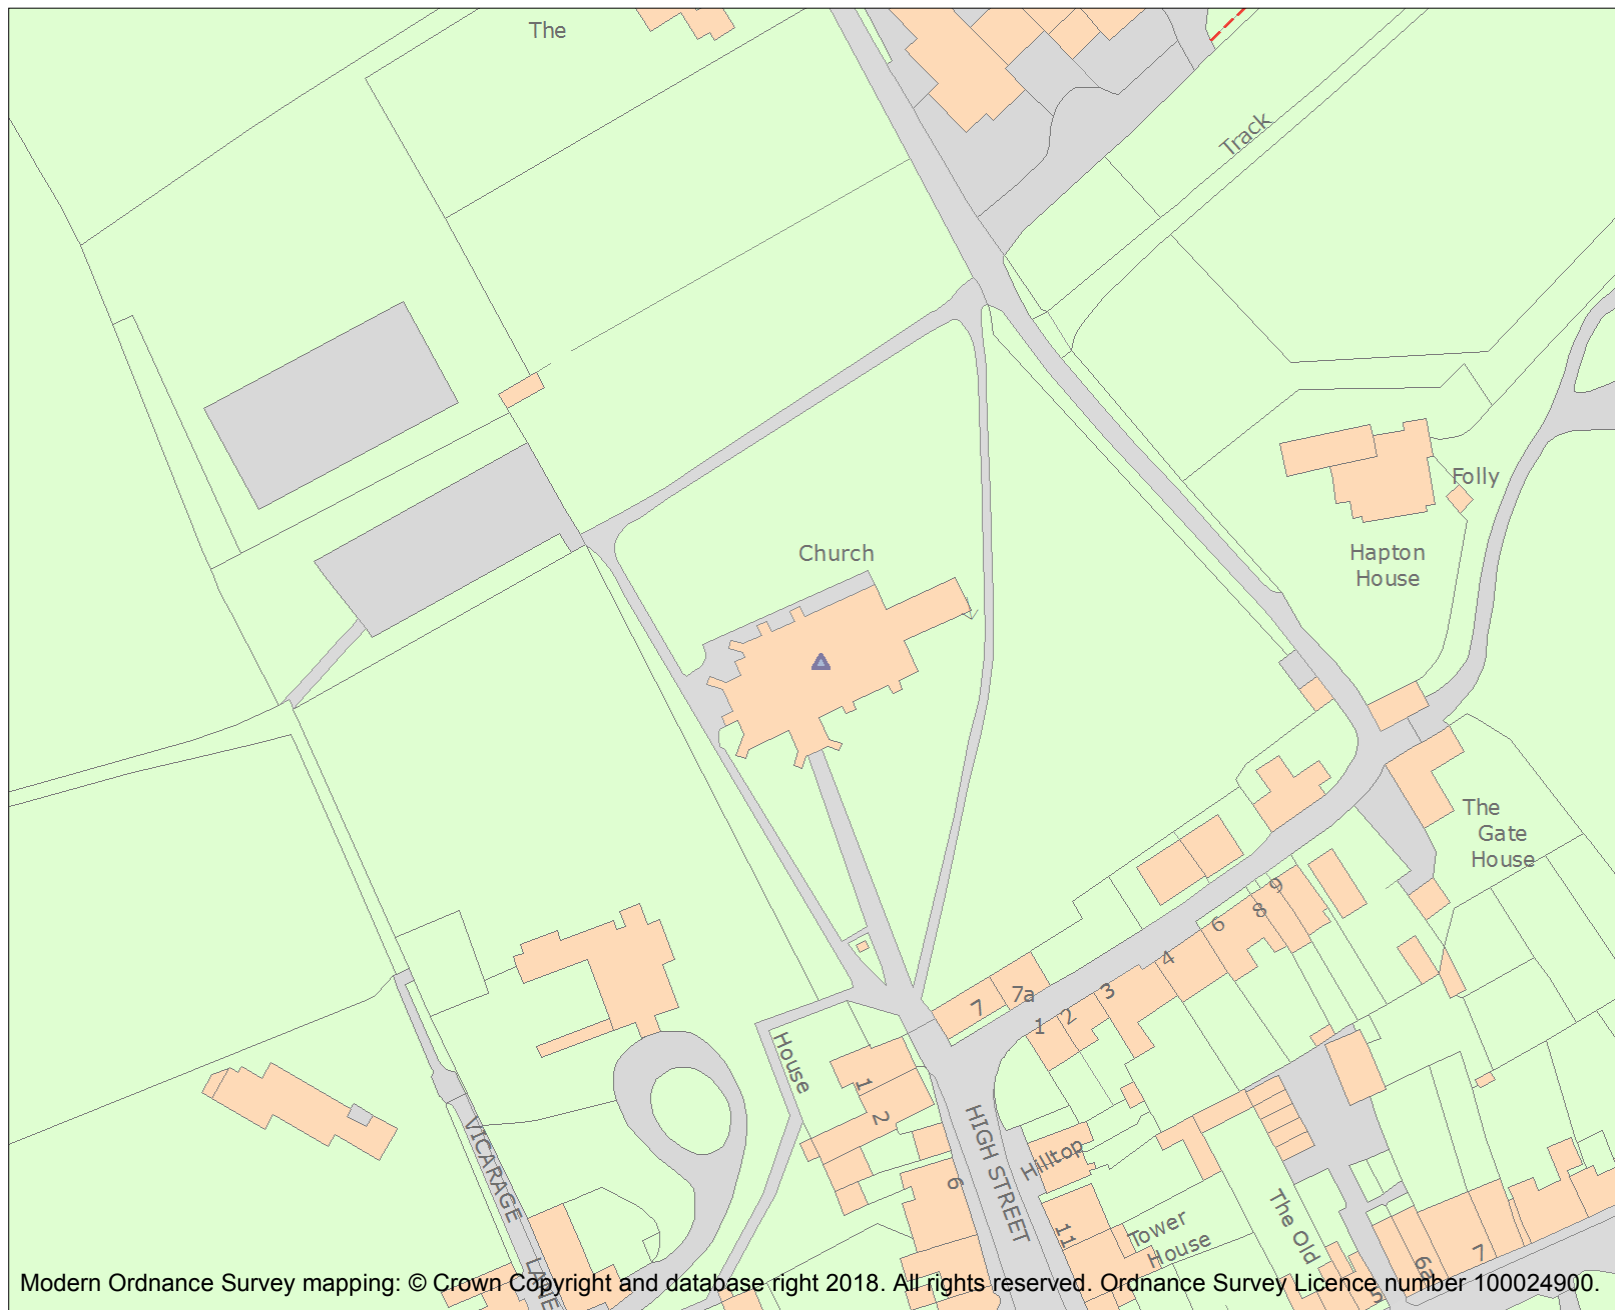 The
Track
Folly
Church
Hapton
House
The
Gate
House
9
8
6
4
3
2
1
7a
7
House
1
2
HIGH STREET
Hilltop
VICARAGE
LANE
6
11
Tower
House
The Old
6a
7
5
Modern Ordnance Survey mapping: © Crown Copyright and database right 2018. All rights reserved. Ordnance Survey Licence number 100024900.